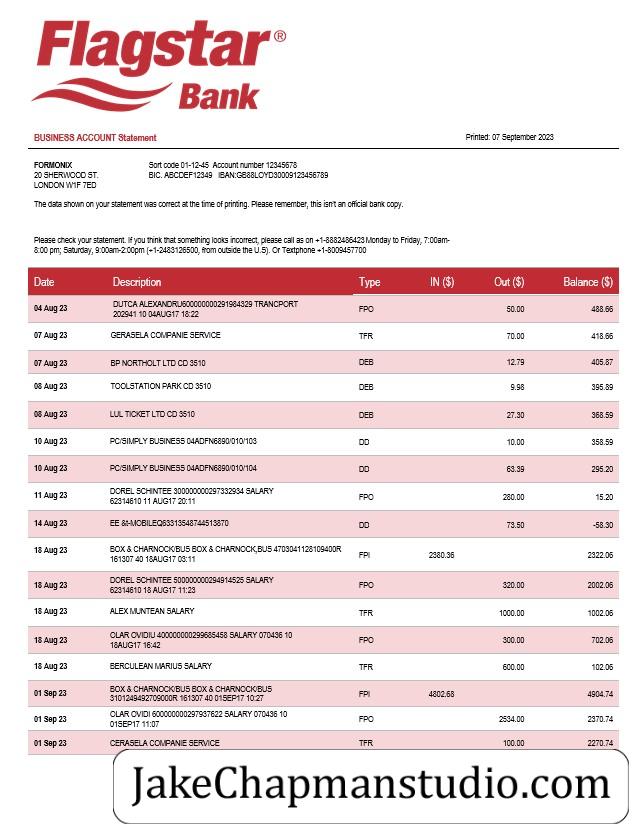 Flagstar®
Bank
BUSINESS ACCOUNT Statement Printed: 07 September 2023
FORMONIX Sort code 01-12-45 Account number 12345678
20 SHERWOOD ST. BIC. ABCDEF12349 IBAN:GB88LOYD30009123456789
LONDON W1F 7ED
The data shown on your statement was correct at the time of printing. Please remember, this isn't an official bank copy.
Please check your statement. If you think that something looks incorrect, please call as on +1-8882486423 Monday to Friday, 7:00am-
8:00 pm; Saturday, 9:00am-2:00pm (+1-2483126500, from outside the U.S). Or Textphone +1-8009457700
Date Description Type IN ($) Out ($) Balance ($)
04 Aug 23 DUTCA ALEXANDRU600000000291984329 TRANCPORT
202941 10 04AUG17 18:22 FPO 50.00 488.66
07 Aug 23 GERASELA COMPANIE SERVICE TFR 70.00 418.66
07 Aug 23 BP NORTHOLT LTD CD 3510 DEB 12.79 405.87
08 Aug 23 TOOLSTATION PARK CD 3510 DEB 9.98 395.89
08 Aug 23 LUL TICKET LTD CD 3510 DEB 27.30 368.59
10 Aug 23 PC/SIMPLY BUSINESS 04ADFN6890/010/103 DD 10.00 358.59
10 Aug 23 PC/SIMPLY BUSINESS 04ADFN6890/010/104 DD 63.39 295.20
11 Aug 23 DOREL SCHINTEE 300000000297332934 SALARY
62314610 11 AUG17 20:11 FPO 280.00 15.20
14 Aug 23 EE &t-MOBILEQ63313548744513870 DD 73.50 -58.30
18 Aug 23 BOX & CHARNOCK/BUS BOX & CHARNOCK,BUS 4703041128109400R
161307 40 18AUG17 03:11 FPI 2380.36 2322.06
18 Aug 23 DOREL SCHINTEE 500000000294914525 SALARY
62314610 18 AUG17 11:23 FPO 320.00 2002.06
18 Aug 23 ALEX MUNTEAN SALARY TFR 1000.00 1002.06
18 Aug 23 OLAR OVIDIU 400000000299685458 SALARY 070436 10
18AUG17 16:42 FPO 300.00 702.06
18 Aug 23 BERCULEAN MARIUS SALARY TFR 600.00 102.06
01 Sep 23 BOX & CHARNOCK/BUS BOX & CHARNOCK/BUS
3101249492709000R 161307 40 01SEP17 10:27 FPI 4802.68 4904.74
01 Sep 23 OLAR OVIDI 600000000297937622 SALARY 070436 10
01SEP17 11:07 FPO 2534.00 2370.74
01 Sep 23 CERASELA COMPANIE SERVICE TFR 100.00 2270.74
JakeChapmanstudio.com